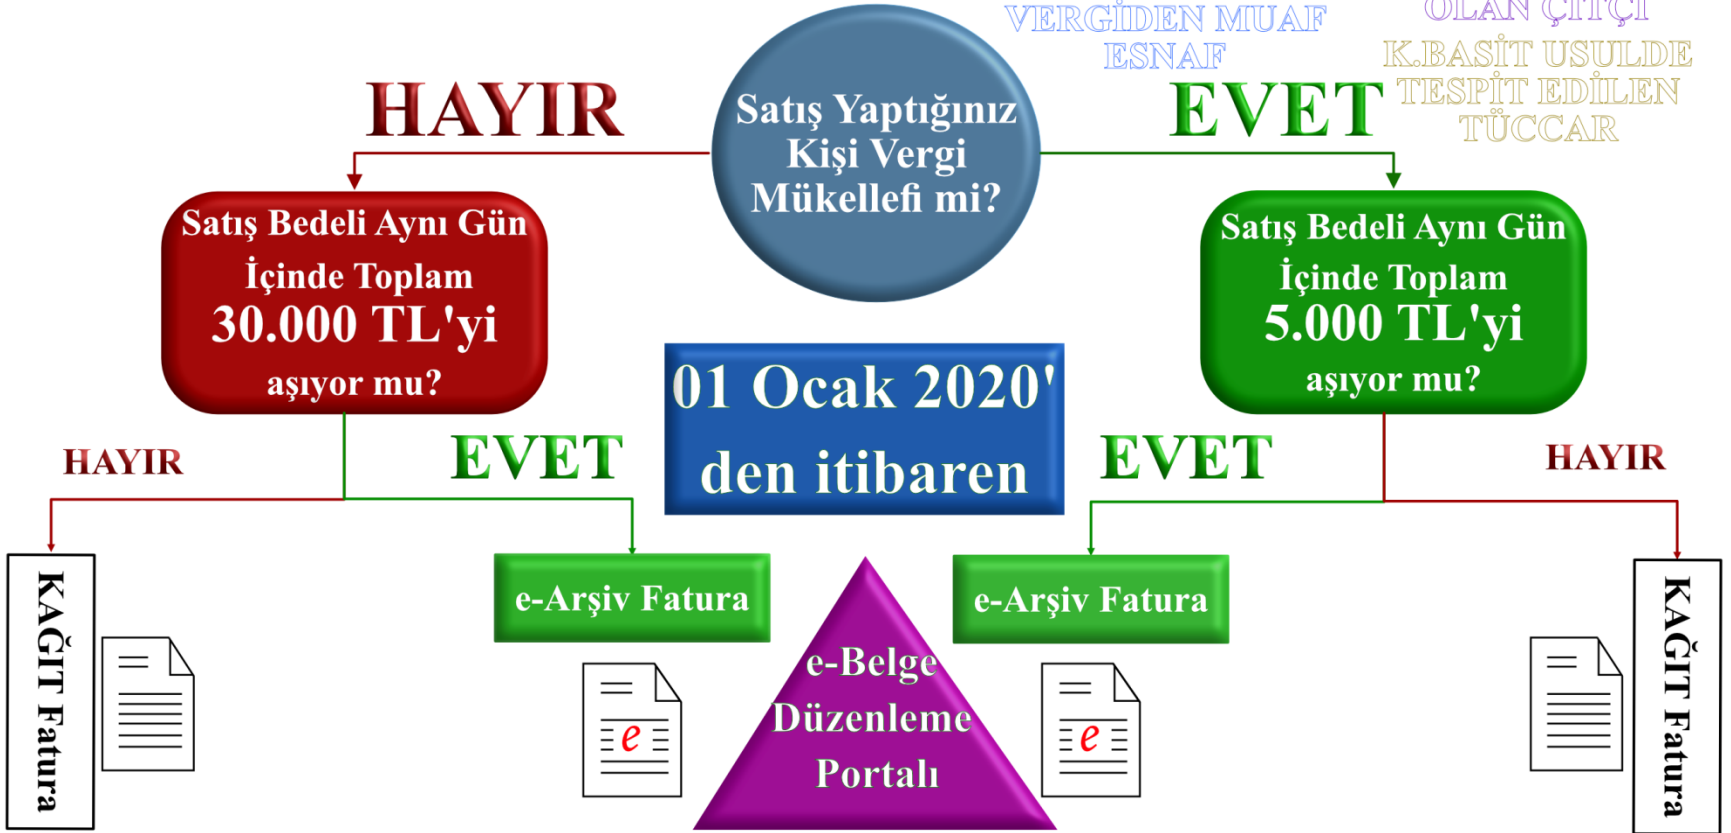 VERGİDEN MUAF
ESNAF
OLAN ÇİTÇİ
K.BASİT USULDE
TESPİT EDİLEN
TÜCCAR
HAYIR
Satış Yaptığınız
Kişi Vergi
Mükellefi mi?
EVET
Satış Bedeli Aynı Gün
İçinde Toplam
30.000 TL'yi
aşıyor mu?
Satış Bedeli Aynı Gün
İçinde Toplam
5.000 TL'yi
aşıyor mu?
01 Ocak 2020'
den itibaren
HAYIR
EVET
EVET
HAYIR
KAĞIT Fatura
e-Arşiv Fatura
e-Arşiv Fatura
KAĞIT Fatura
e
e
e-Belge
Düzenleme
Portalı